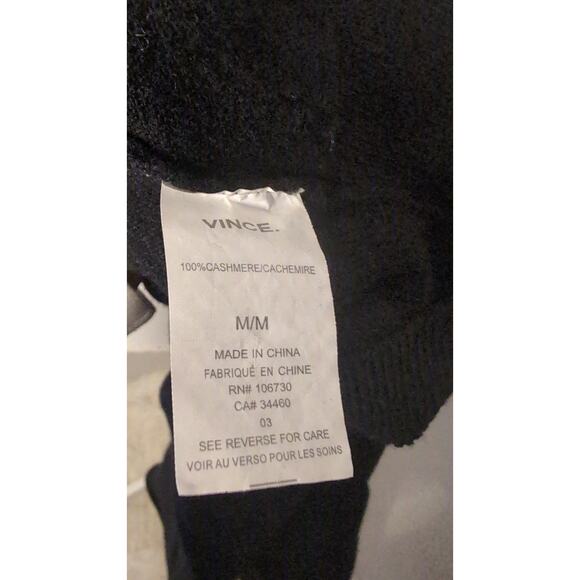 VINCE.
100%CASHMERE/CACHEMIRE
M/M
MADE IN CHINA
FABRIQUÉ EN CHINE
RN# 106730
CA# 34460
03
SEE REVERSE FOR CARE
VOIR AU VERSO POUR LES SOINS